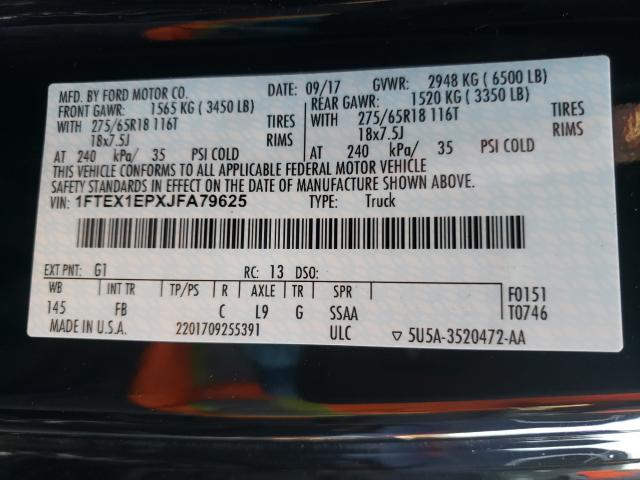 MFD. BY FORD MOTOR CO. DATE: 09/17 GVWR: 2948 KG ( 6500 LB)
FRONT GAWR: 1565 KG ( 3450 LB) REAR GAWR: 1520 KG ( 3350 LB)
WITH 275/65R18 116T TIRES WITH 275/65R18 116T TIRES
18x7.5J RIMS 18x7.5J RIMS
AT 240 kPa/ 35 PSI COLD AT 240 kPa/ 35 PSI COLD
THIS VEHICLE CONFORMS TO ALL APPLICABLE FEDERAL MOTOR VEHICLE
SAFETY STANDARDS IN EFFECT ON THE DATE OF MANUFACTURE SHOWN ABOVE.
VIN: 1FTEX1EPXJFA79625 TYPE: Truck
EXT PNT: G1 RC: 13 DSO:
WB INT TR TP/PS R AXLE TR SPR F0151
145 FB C L9 G SSAA T0746
MADE IN U.S.A. 2201709255391 ULC ▽ 5U5A-3520472-AA